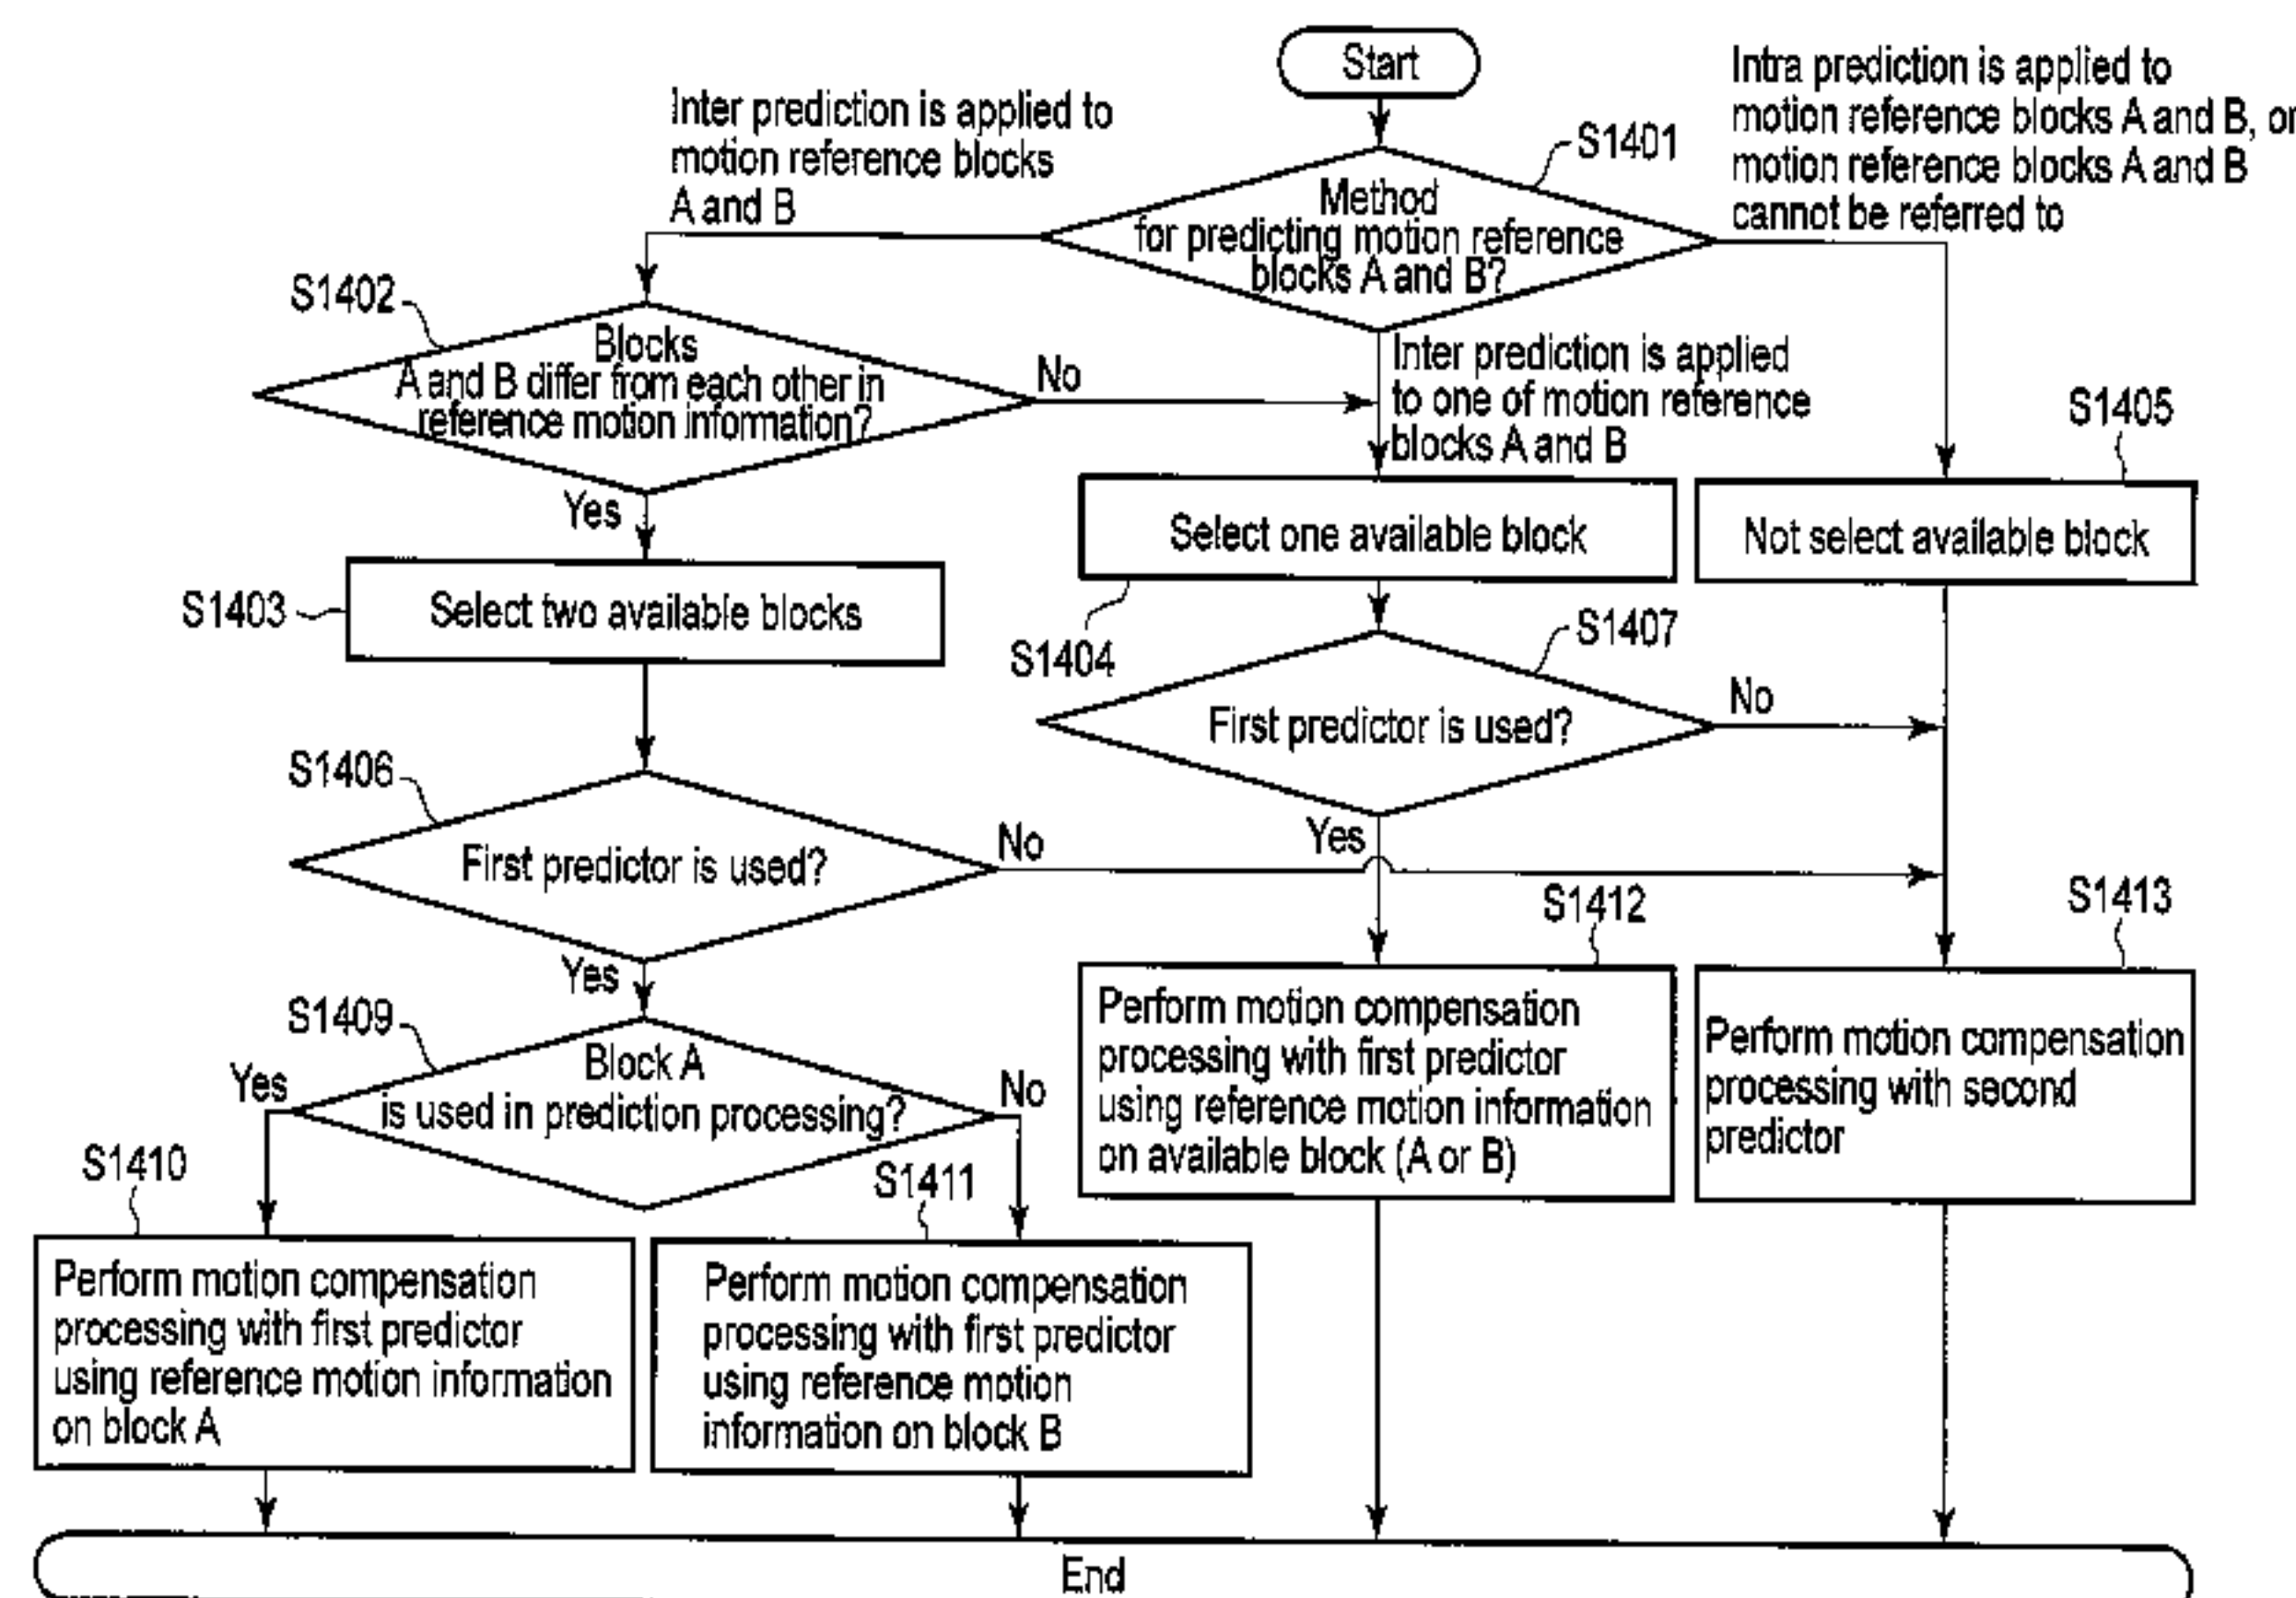 Start
Inter prediction is applied to
motion reference blocks
A and B
Intra prediction is applied to
motion reference blocks A and B, or
motion reference blocks A and B
cannot be referred to
S1401
Method
for predicting motion reference
blocks A and B?
S1402
Blocks
A and B differ from each other in
reference motion information?
No
Yes
Inter prediction is applied
to one of motion reference
blocks A and B
S1405
Select one available block
Not select available block
S1403
Select two available blocks
S1404
S1407
First predictor is used?
No
Yes
S1406
First predictor is used?
No
Yes
S1412
S1413
Perform motion compensation
processing with first predictor
using reference motion information
on available block (A or B)
Perform motion compensation
processing with second
predictor
S1409
Block A
is used in prediction processing?
Yes
No
S1410
S1411
Perform motion compensation
processing with first predictor
using reference motion information
on block A
Perform motion compensation
processing with first predictor
using reference motion
information on block B
End